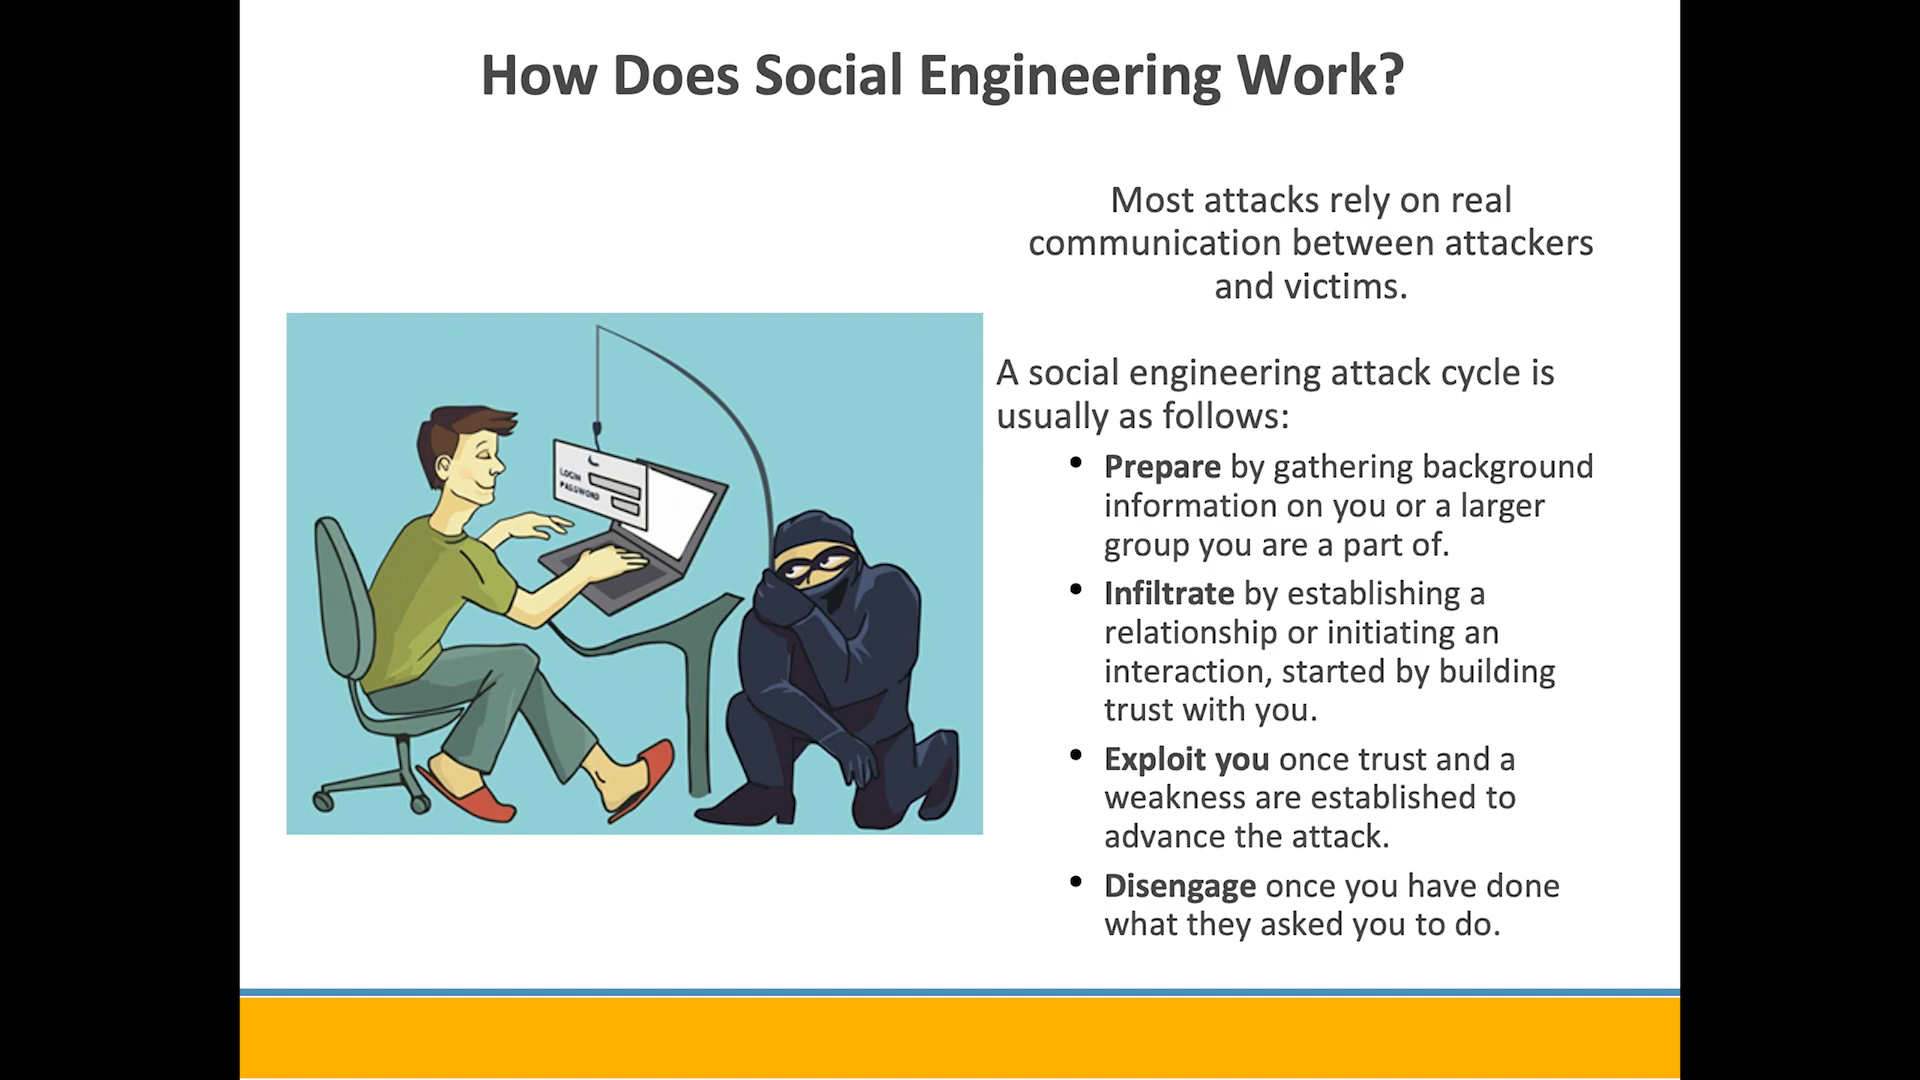 How Does Social Engineering Work?
LOGIN
PASSWORD
Most attacks rely on real
communication between attackers
and victims.
A social engineering attack cycle is
usually as follows:
• Prepare by gathering background
information on you or a larger
group you are a part of.
• Infiltrate by establishing a
relationship or initiating an
interaction, started by building
trust with you.
• Exploit you once trust and a
weakness are established to
advance the attack.
• Disengage once you have done
what they asked you to do.